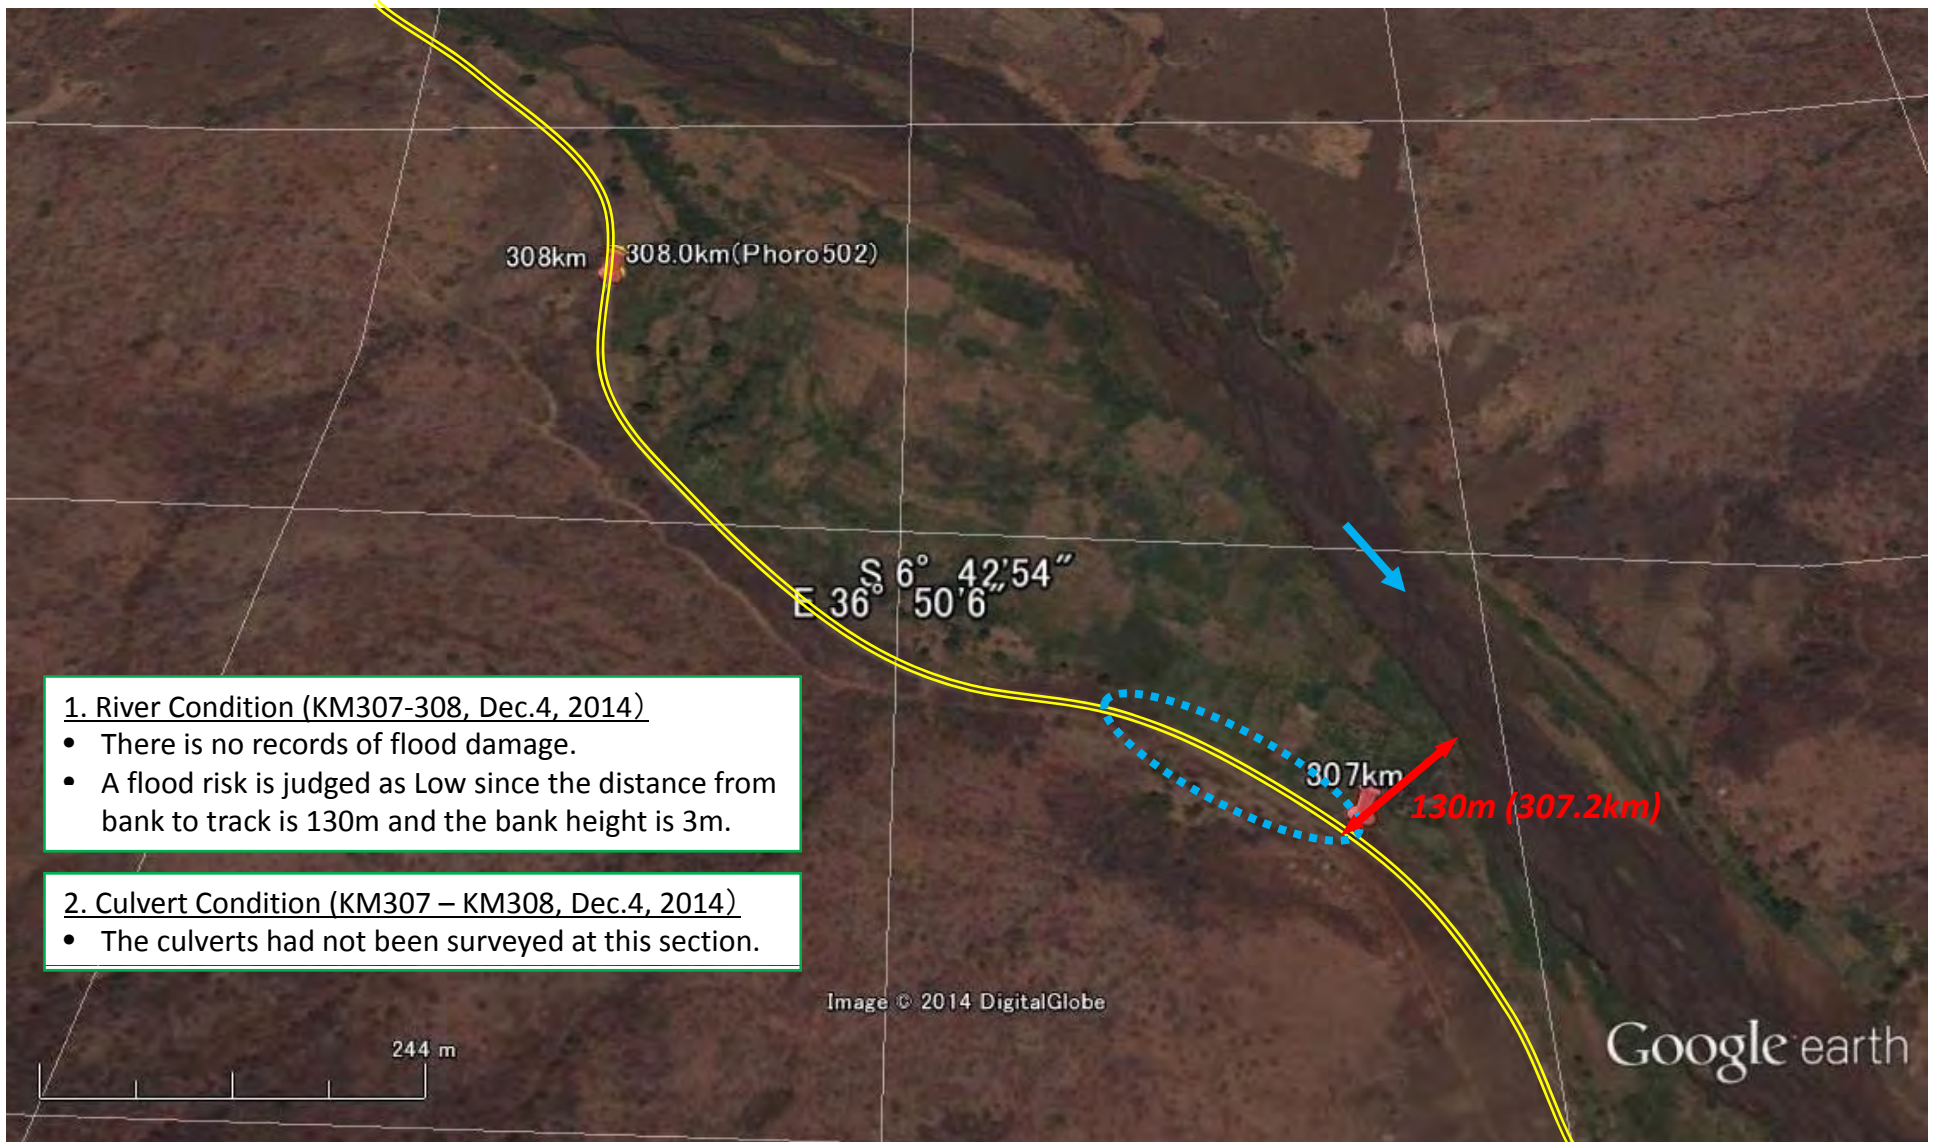 308km
308.0km(Phoro502)
S 6° 42'54"
E 36° 50'6"
307km
130m (307.2km)
1. River Condition (KM307-308, Dec.4, 2014）
• There is no records of flood damage.
• A flood risk is judged as Low since the distance from
bank to track is 130m and the bank height is 3m.
2. Culvert Condition (KM307 – KM308, Dec.4, 2014）
• The culverts had not been surveyed at this section.
Image © 2014 DigitalGlobe
244 m
Google earth